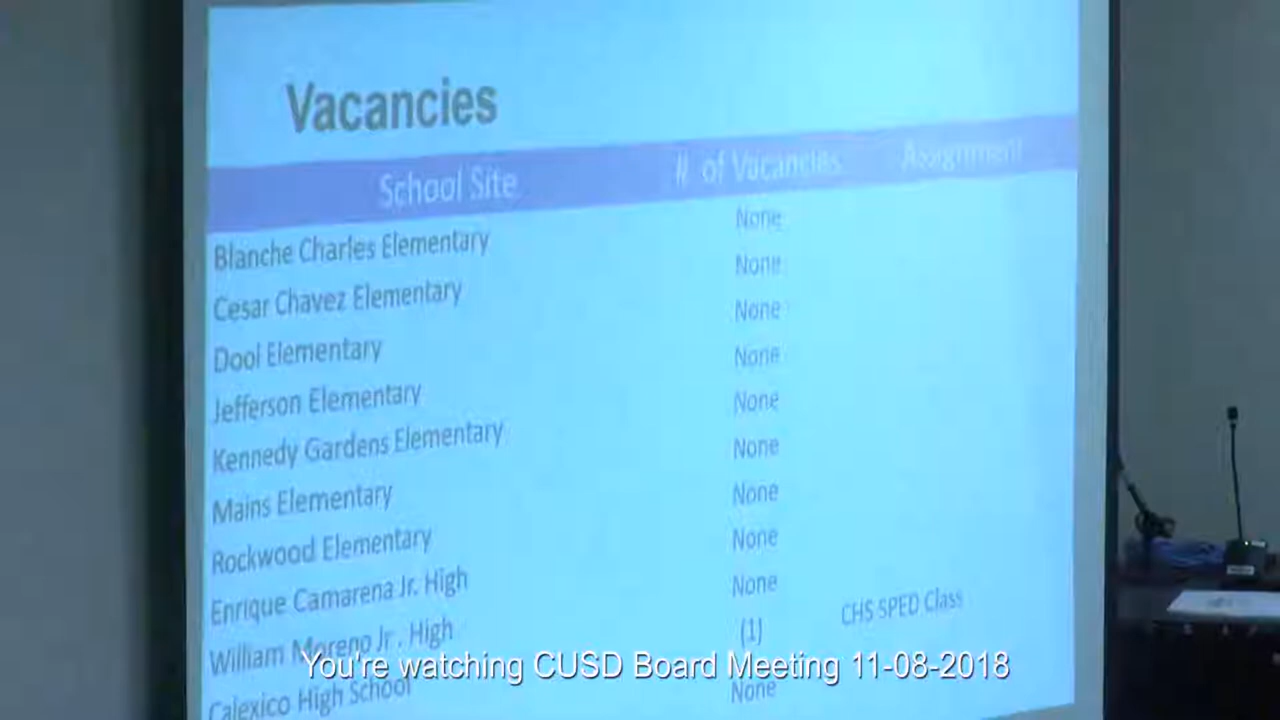 Vacancies
School Site # of Vacancies Assignment
Blanche Charles Elementary None
Cesar Chavez Elementary None
Dool Elementary None
Jefferson Elementary None
Kennedy Gardens Elementary None
Mains Elementary None
Rockwood Elementary None
Enrique Camarena Jr. High None
William Moreno Jr. High None
Calexico High School (1) CHS SPED Class
None
You're watching CUSD Board Meeting 11-08-2018